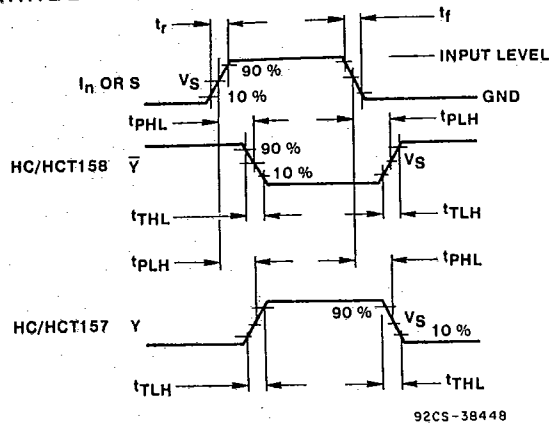 tr tf
INPUT LEVEL
In OR S VS 90 % 10 % GND
tPHL tPLH
HC/HCT158 Y̅ 90 % 10 % VS
tTHL tTLH
tPLH tPHL
HC/HCT157 Y 90 % VS 10 %
tTLH tTHL
92CS-38448